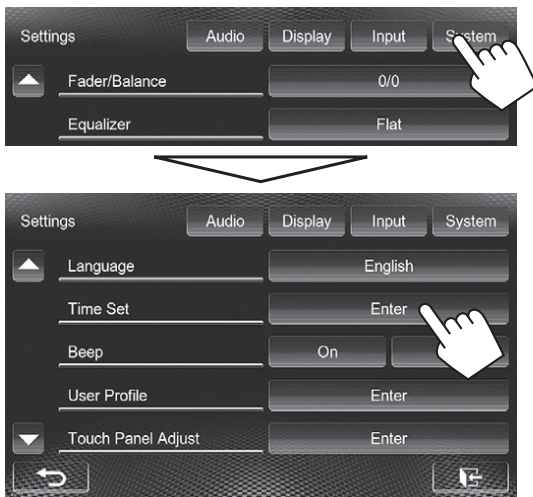 Settings Audio Display Input System
Fader/Balance 0/0
Equalizer Flat
Settings Audio Display Input System
Language English
Time Set Enter
Beep On
User Profile Enter
Touch Panel Adjust Enter